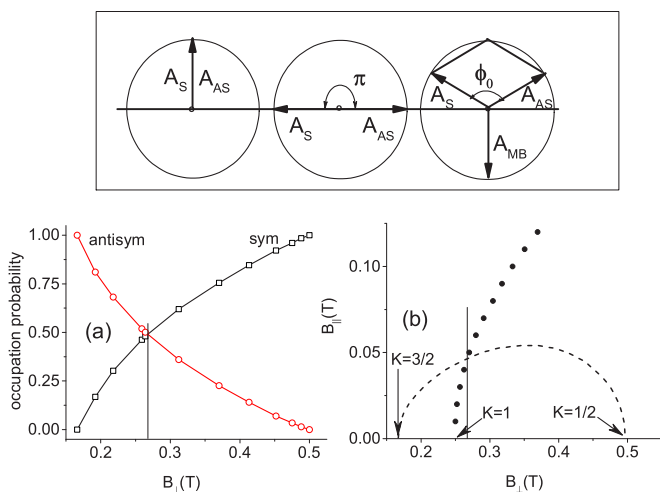 A_S A_AS
π
A_S A_AS
ϕ_0
A_S A_AS
A_MB
antisym sym
(a)
occupation probability
1.00
0.75
0.50
0.25
0.00
0.2 0.3 0.4 0.5
B_⊥(T)
(b)
B_||(T)
0.10
0.05
0.00
K=3/2
K=1
K=1/2
0.2 0.3 0.4 0.5
B_⊥(T)